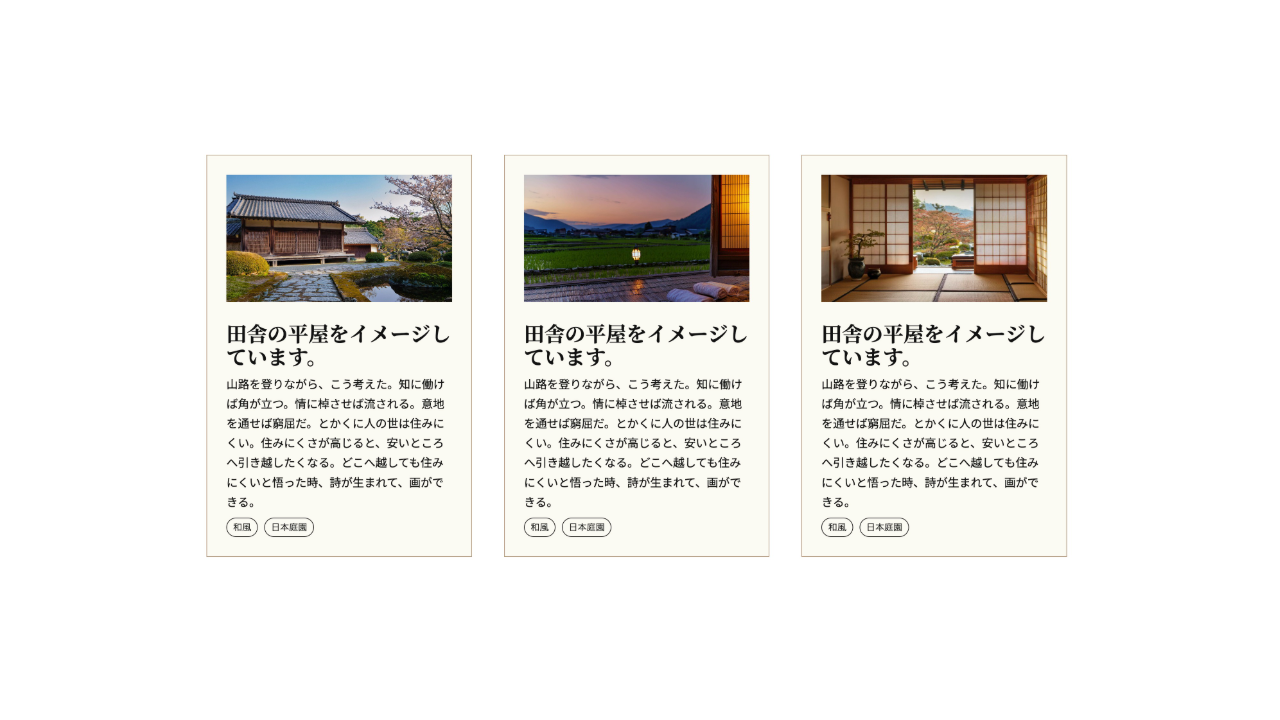 田舎の平屋をイメージし
ています。
山路を登りながら、こう考えた。知に働け
ば角が立つ。情に棹させば流される。意地
を通せば窮屈だ。とかくに人の世は住みに
くい。住みにくさが高じると、安いところ
へ引き越したくなる。どこへ越しても住み
にくいと悟った時、詩が生まれて、画がで
きる。
和風 日本庭園
田舎の平屋をイメージし
ています。
山路を登りながら、こう考えた。知に働け
ば角が立つ。情に棹させば流される。意地
を通せば窮屈だ。とかくに人の世は住みに
くい。住みにくさが高じると、安いところ
へ引き越したくなる。どこへ越しても住み
にくいと悟った時、詩が生まれて、画がで
きる。
和風 日本庭園
田舎の平屋をイメージし
ています。
山路を登りながら、こう考えた。知に働け
ば角が立つ。情に棹させば流される。意地
を通せば窮屈だ。とかくに人の世は住みに
くい。住みにくさが高じると、安いところ
へ引き越したくなる。どこへ越しても住み
にくいと悟った時、詩が生まれて、画がで
きる。
和風 日本庭園